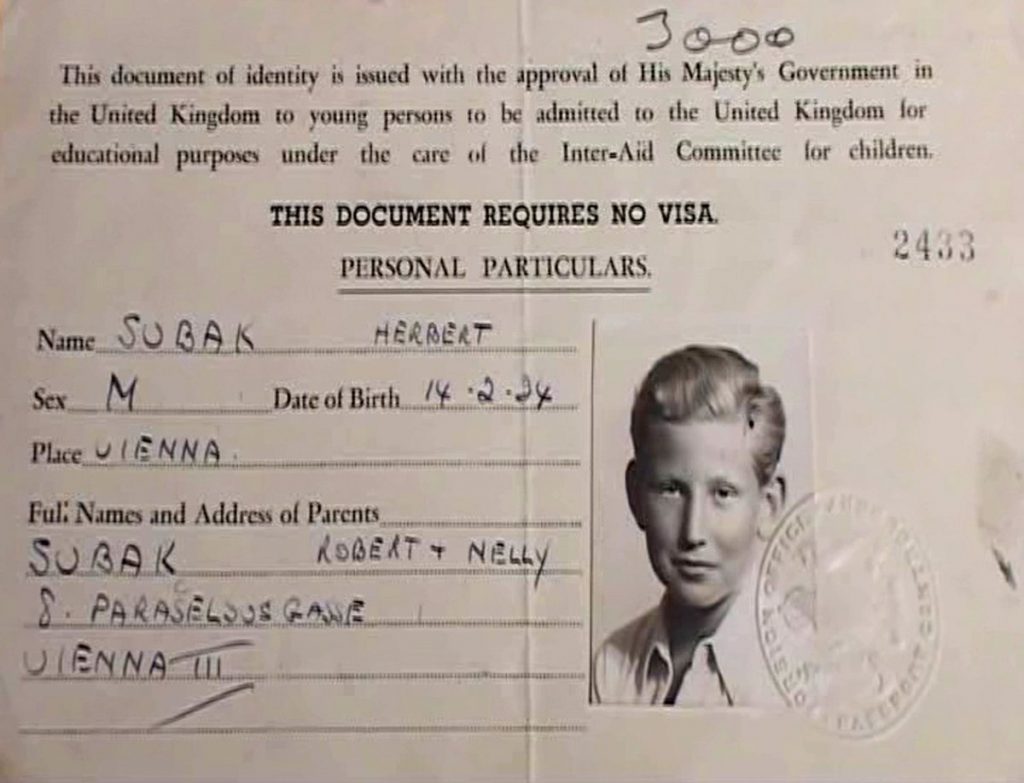 3000
This document of identity is issued with the approval of His Majesty's Government in
the United Kingdom to young persons to be admitted to the United Kingdom for
educational purposes under the care of the Inter-Aid Committee for children.
THIS DOCUMENT REQUIRES NO VISA.
2433
PERSONAL PARTICULARS.
Name SUBAK HERBERT
Sex M Date of Birth 14.2.24
Place VIENNA.
Full Names and Address of Parents
SUBAK ROBERT + NELLY
8. GASSE
VIENNA III
PASSPORT